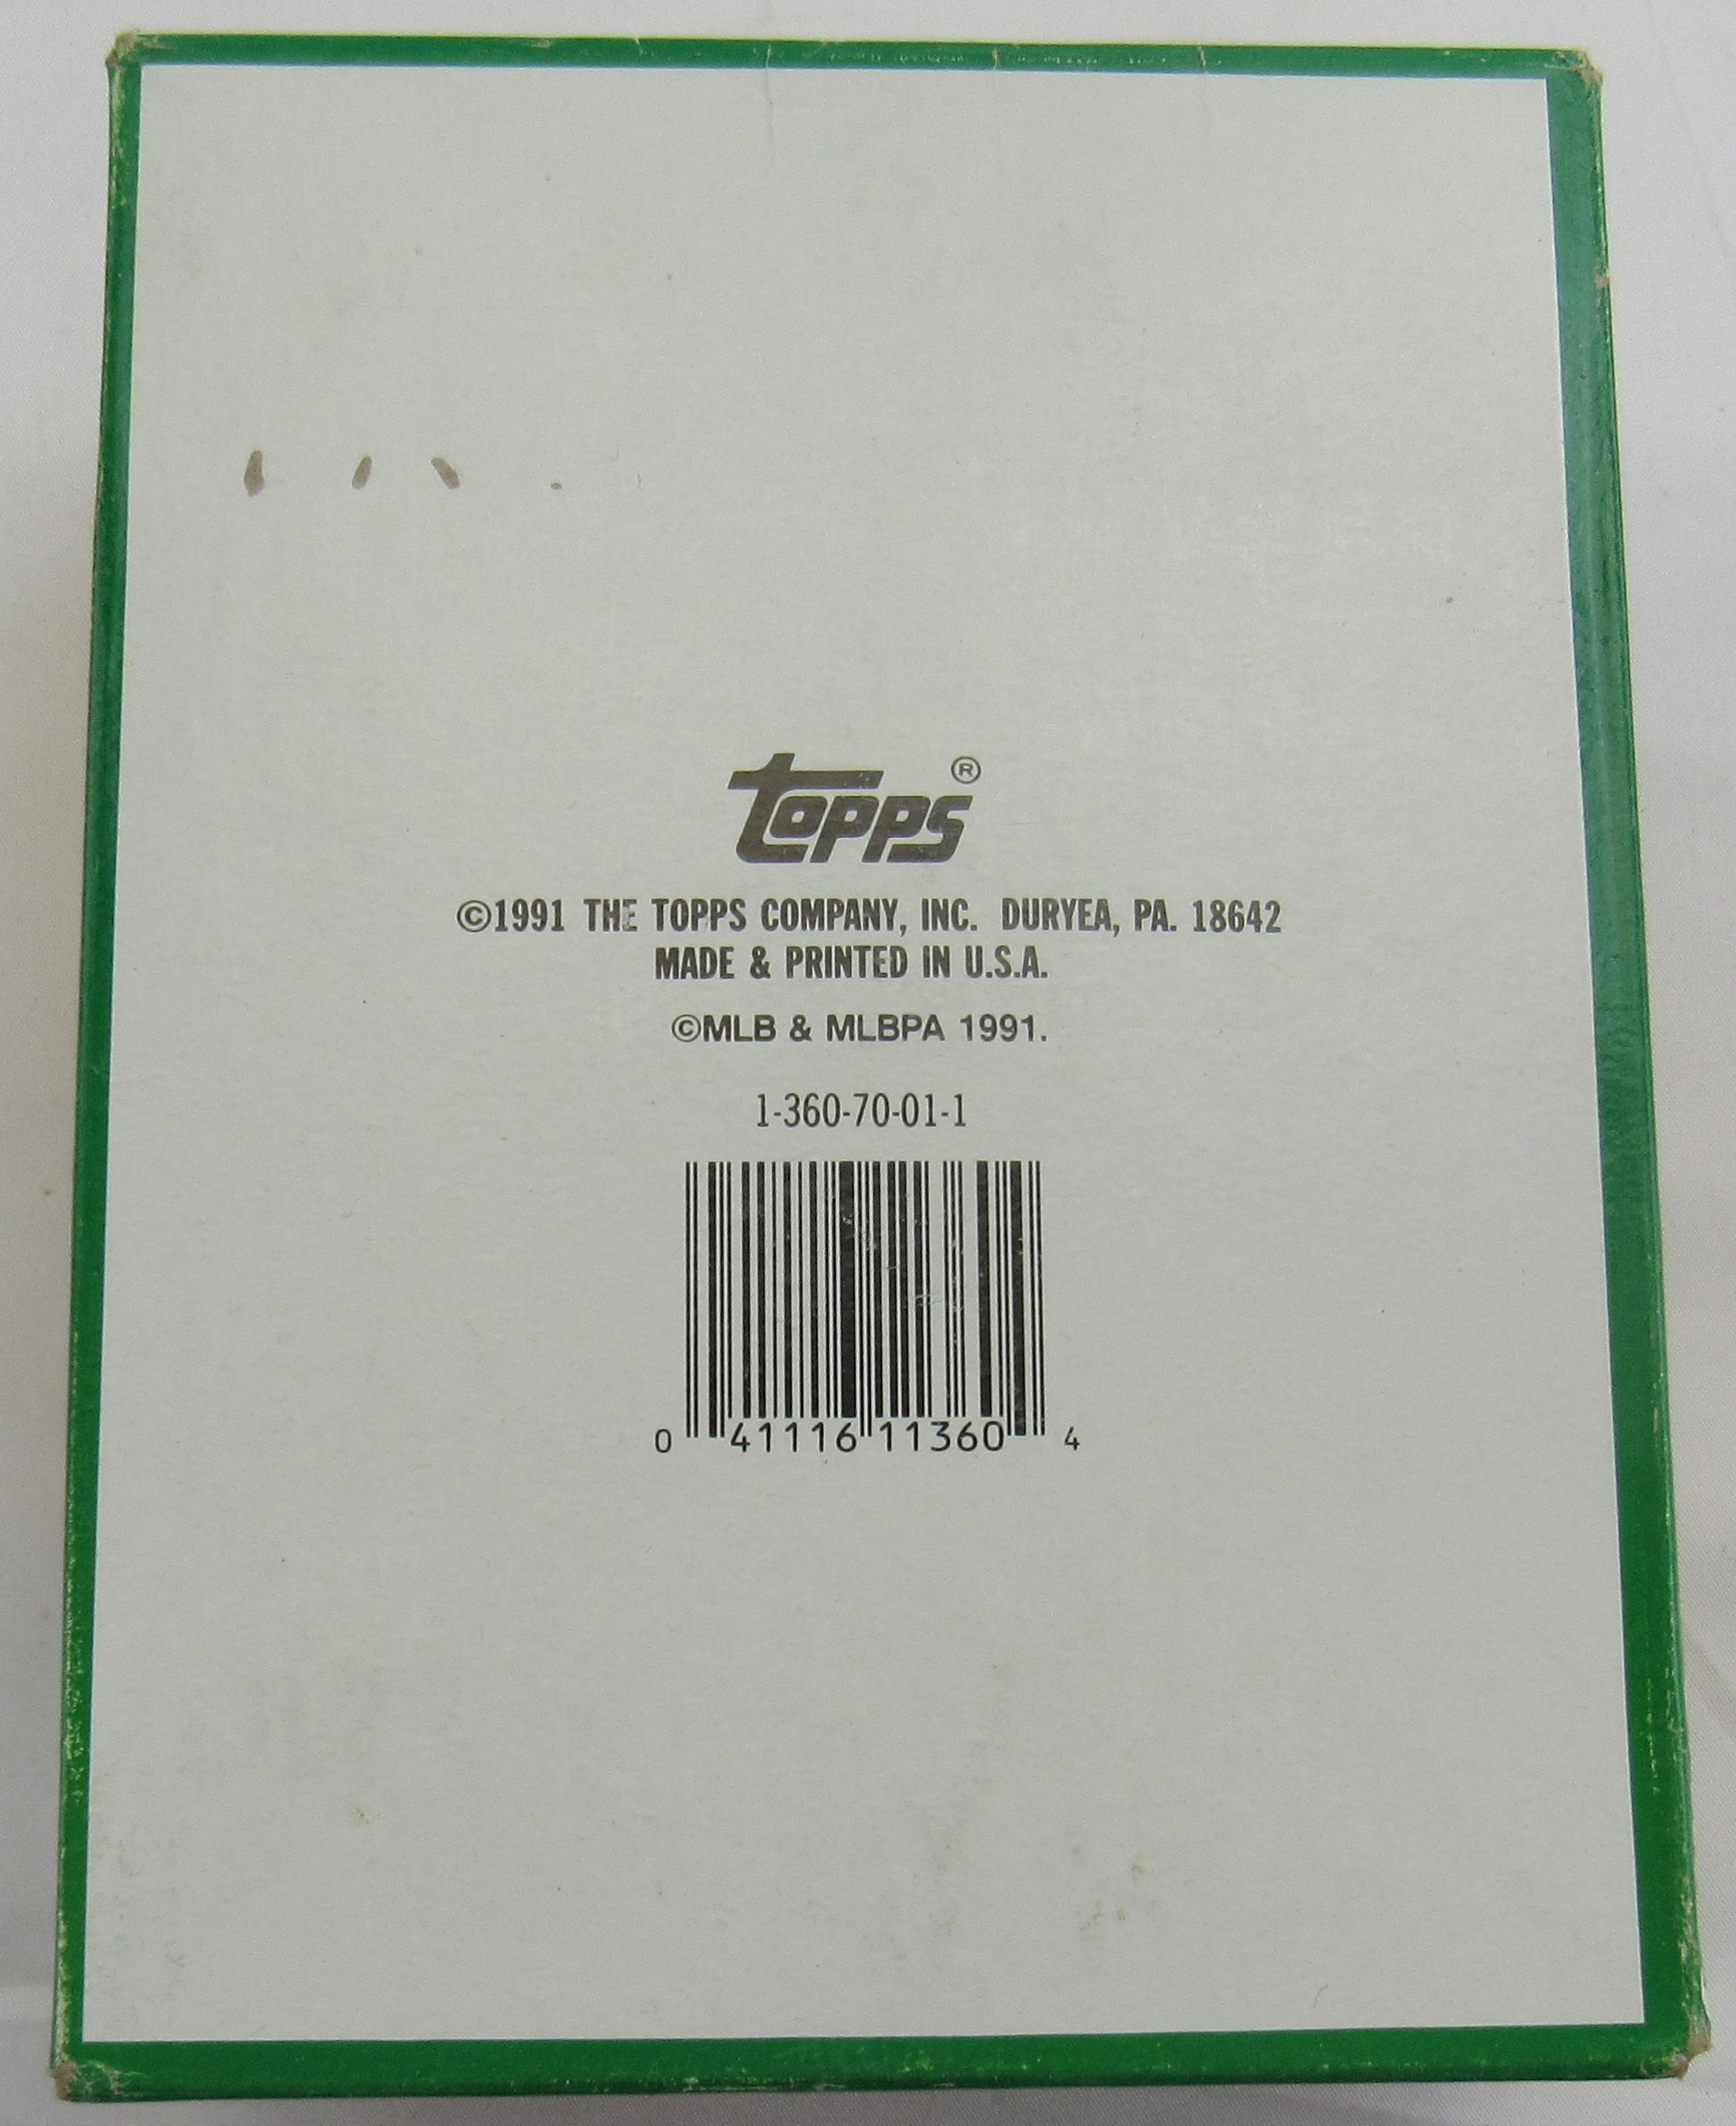 topps®
©1991 THE TOPPS COMPANY, INC. DURYEA, PA. 18642
MADE & PRINTED IN U.S.A.
©MLB & MLBPA 1991.
1-360-70-01-1
0 41116 11360 4